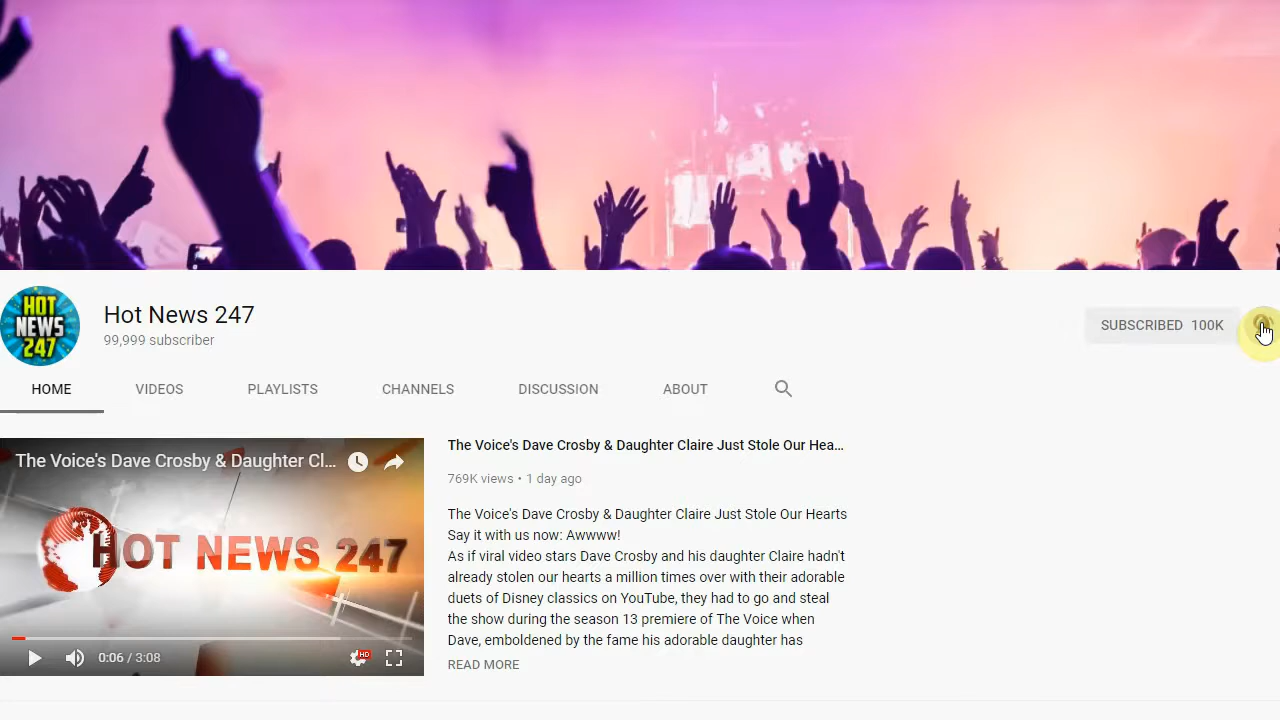 HOT
NEWS
247
Hot News 247
99,999 subscriber
SUBSCRIBED 100K
HOME VIDEOS PLAYLISTS CHANNELS DISCUSSION ABOUT
The Voice's Dave Crosby & Daughter Cl...
HOT NEWS 247
0:06 / 3:08
HD
The Voice's Dave Crosby & Daughter Claire Just Stole Our Hea...
769K views • 1 day ago
The Voice's Dave Crosby & Daughter Claire Just Stole Our Hearts
Say it with us now: Awwww!
As if viral video stars Dave Crosby and his daughter Claire hadn't
already stolen our hearts a million times over with their adorable
duets of Disney classics on YouTube, they had to go and steal
the show during the season 13 premiere of The Voice when
Dave, emboldened by the fame his adorable daughter has
READ MORE